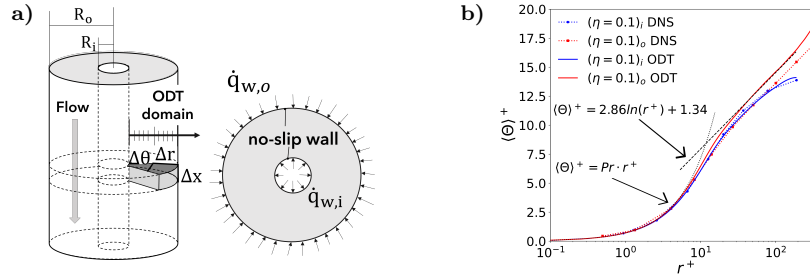 a)
R_o
R_i
Flow
ODT
domain
Δθ
Δr
Δx
q̇_w,o
no-slip wall
q̇_w,i
b)
⟨Θ⟩⁺
20.0
17.5
15.0
12.5
10.0
7.5
5.0
2.5
0.0
(η = 0.1)_i DNS
(η = 0.1)_o DNS
(η = 0.1)_i ODT
(η = 0.1)_o ODT
⟨Θ⟩⁺ = 2.86ln(r⁺) + 1.34
⟨Θ⟩⁺ = Pr · r⁺
10⁻¹ 10⁰ 10¹ 10²
r⁺